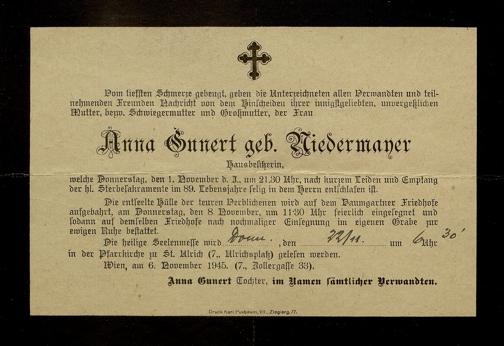 Vom tiefsten Schmerze gebeugt, geben die Unterzeichneten allen Verwandten und teil-
nehmenden Freunden Nachricht von dem Hinscheiden ihrer innigstgeliebten, unvergeßlichen
Mutter, bezw. Schwiegermutter und Großmutter, der Frau
Anna Gunert geb. Niedermayer
Hausbesitzerin,
welche Donnerstag, den 1. November d. J., um 21.30 Uhr, nach kurzem Leiden und Empfang
der hl. Sterbesakramente im 89. Lebensjahre selig in dem Herrn entschlafen ist.
Die entseelte Hülle der teuren Verblichenen wird auf dem Baumgartner Friedhofe
aufgebahrt, am Donnerstag, den 8. November, um 11.30 Uhr feierlich eingesegnet und
sodann auf demselben Friedhofe nach nochmaliger Einsegnung im eigenen Grabe zur
ewigen Ruhe bestattet.
Die heilige Seelenmesse wird Donn. , den 22/11. um 6 Uhr 30'
in der Pfarrkirche zu St. Ulrich (7., Ulrichsplatz) gelesen werden.
Wien, am 6. November 1945. (7., Zollergasse 33).
Anna Gunert Tochter, im Namen sämtlicher Verwandten.
Druck Karl VII., Zieglerg. 77.